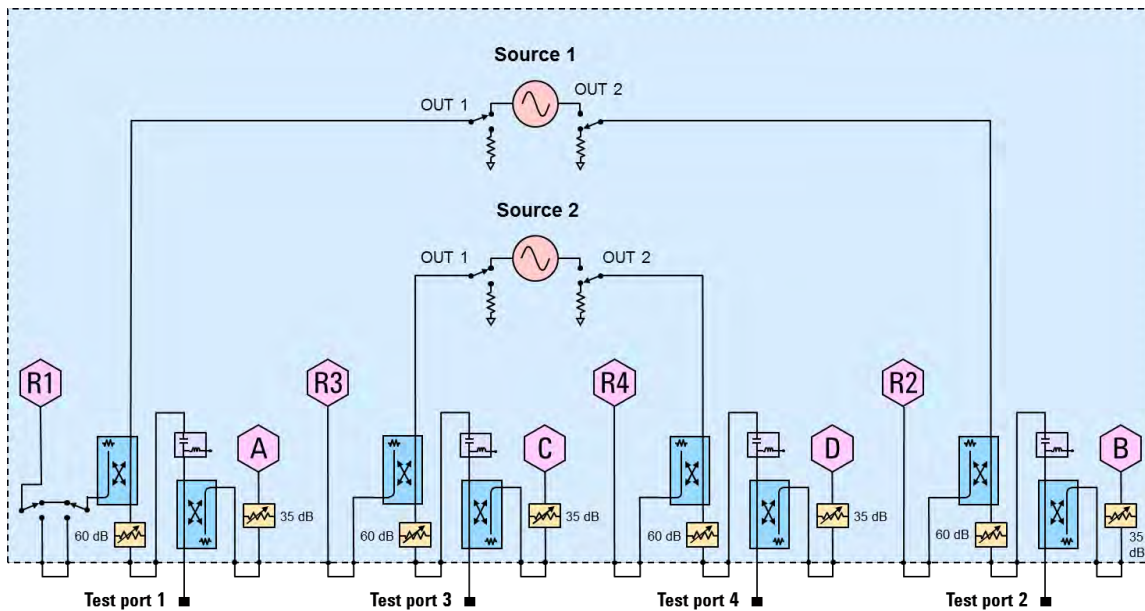 Source 1
OUT 1
OUT 2
Source 2
OUT 1
OUT 2
R1
R3
R4
R2
A
C
D
B
60 dB
35 dB
60 dB
35 dB
60 dB
35 dB
60 dB
35
dB
Test port 1
Test port 3
Test port 4
Test port 2